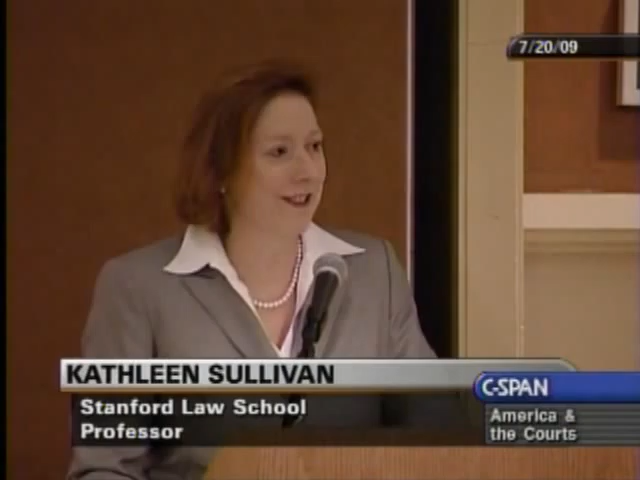 7/20/09
KATHLEEN SULLIVAN
Stanford Law School
Professor
C-SPAN
America &
the Courts